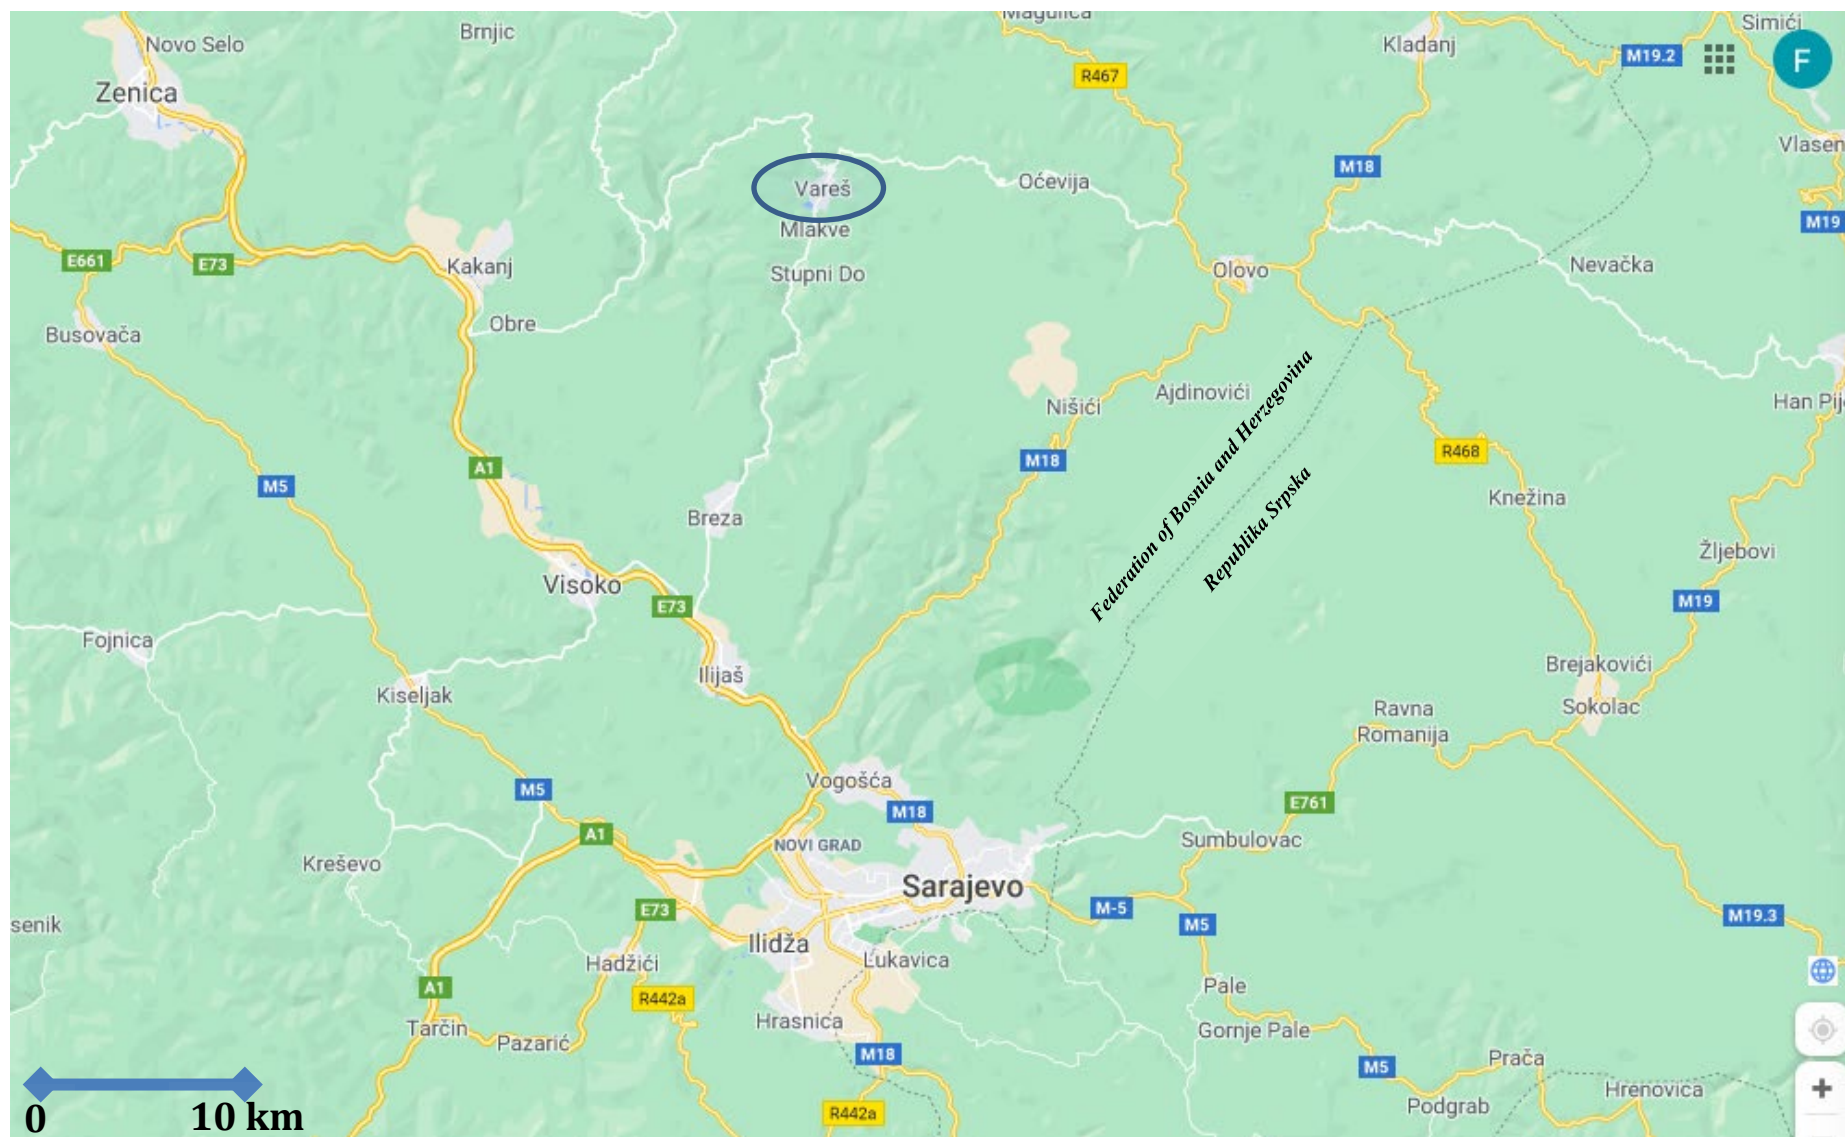 Magulica
Simići
Brnjic
Novo Selo
Kladanj
M19.2
F
R467
Zenica
Vlasen
M18
Vareš
Oćevija
M19
Mlakve
E661
E73
Kakanj
Stupni Do
Olovo
Nevačka
Obre
Busovača
Ajdinovići
Nišići
Han Pij
Federation of Bosnia and Herzegovina
Republika Srpska
R468
M18
A1
M5
Knežina
Breza
Žljebovi
Visoko
E73
M19
Fojnica
Ilijaš
Brejakovići
Kiseljak
Sokolac
Ravna
Romanija
Vogošća
M5
E761
M18
A1
Sumbulovac
NOVI GRAD
Kreševo
Sarajevo
E73
M-5
M19.3
M5
senik
Ilidža
Hadžići
Lukavica
A1
Pale
R442a
Hrasnica
Tarčin
Gornje Pale
Pazarić
M18
Prača
M5
Hrenovica
Podgrab
R442a
0
10 km